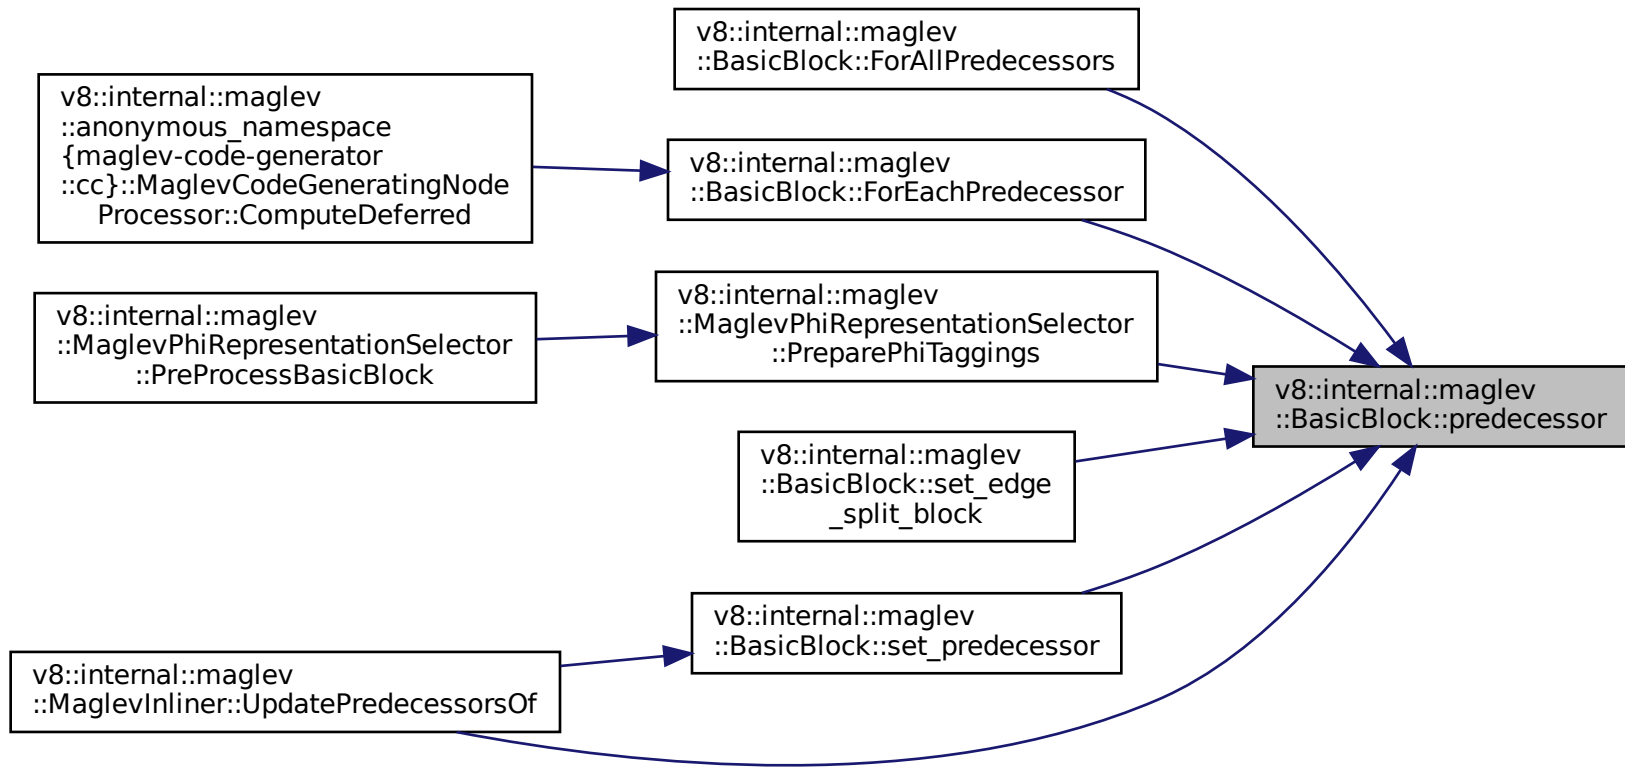 v8::internal::maglev
::BasicBlock::ForAllPredecessors
v8::internal::maglev
::anonymous_namespace
{maglev-code-generator
::cc}::MaglevCodeGeneratingNode
Processor::ComputeDeferred
v8::internal::maglev
::BasicBlock::ForEachPredecessor
v8::internal::maglev
::MaglevPhiRepresentationSelector
::PreProcessBasicBlock
v8::internal::maglev
::MaglevPhiRepresentationSelector
::PreparePhiTaggings
v8::internal::maglev
::BasicBlock::predecessor
v8::internal::maglev
::BasicBlock::set_edge
_split_block
v8::internal::maglev
::BasicBlock::set_predecessor
v8::internal::maglev
::MaglevInliner::UpdatePredecessorsOf